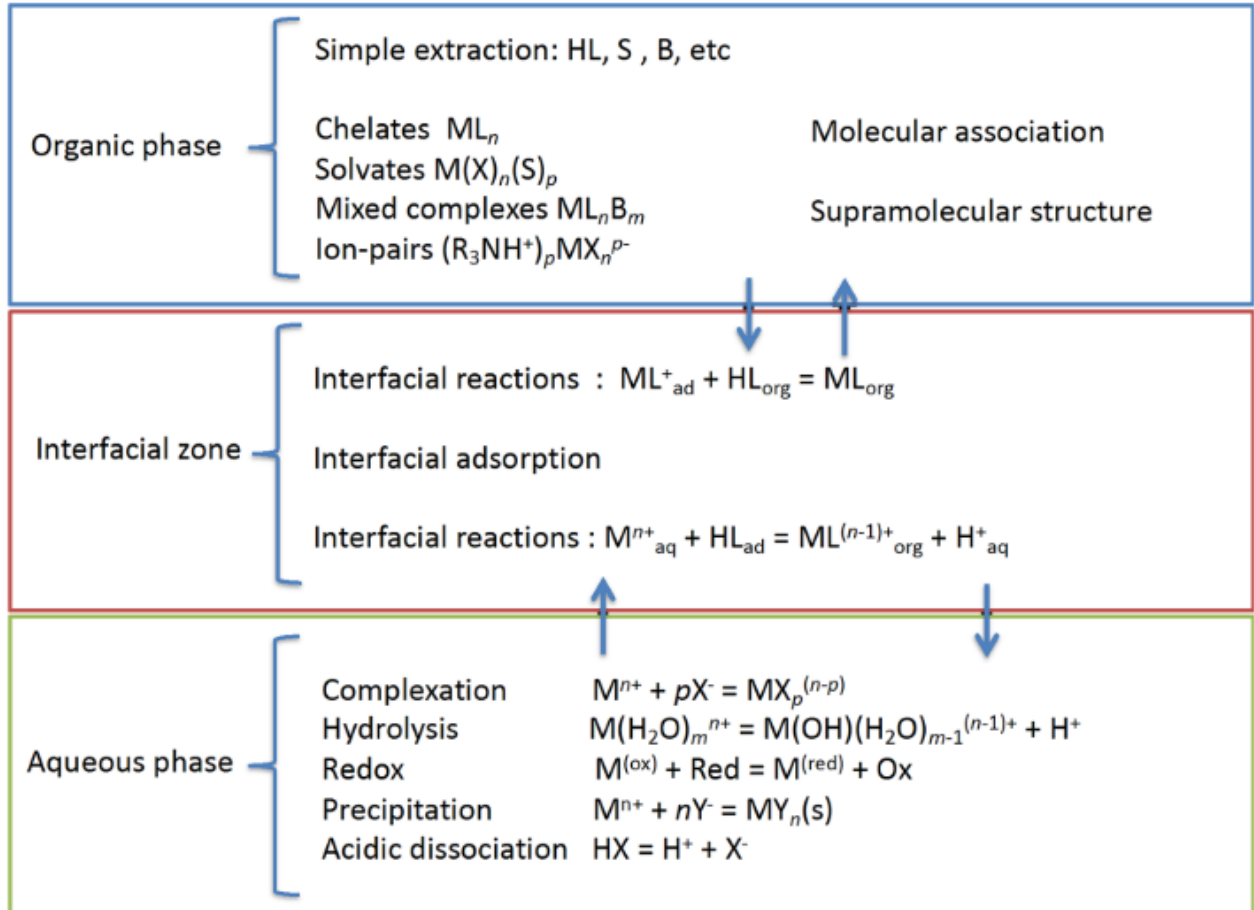 Simple extraction: HL, S , B, etc
Organic phase
Chelates MLₙ
Molecular association
Solvates M(X)ₙ(S)ₚ
Mixed complexes MLₙBₘ
Supramolecular structure
Ion-pairs (R₃NH⁺)ₚMXₙᵖ⁻
Interfacial reactions : ML⁺ad + HLorg = MLorg
Interfacial zone
Interfacial adsorption
Interfacial reactions : Mⁿ⁺aq + HLad = ML⁽ⁿ⁻¹⁾⁺org + H⁺aq
Complexation Mⁿ⁺ + pX⁻ = MXₚ⁽ⁿ⁻ᵖ⁾
Hydrolysis M(H₂O)ₘⁿ⁺ = M(OH)(H₂O)ₘ₋₁⁽ⁿ⁻¹⁾⁺ + H⁺
Aqueous phase
Redox M⁽ᵒˣ⁾ + Red = M⁽ʳᵉᵈ⁾ + Ox
Precipitation Mⁿ⁺ + nY⁻ = MYₙ(s)
Acidic dissociation HX = H⁺ + X⁻